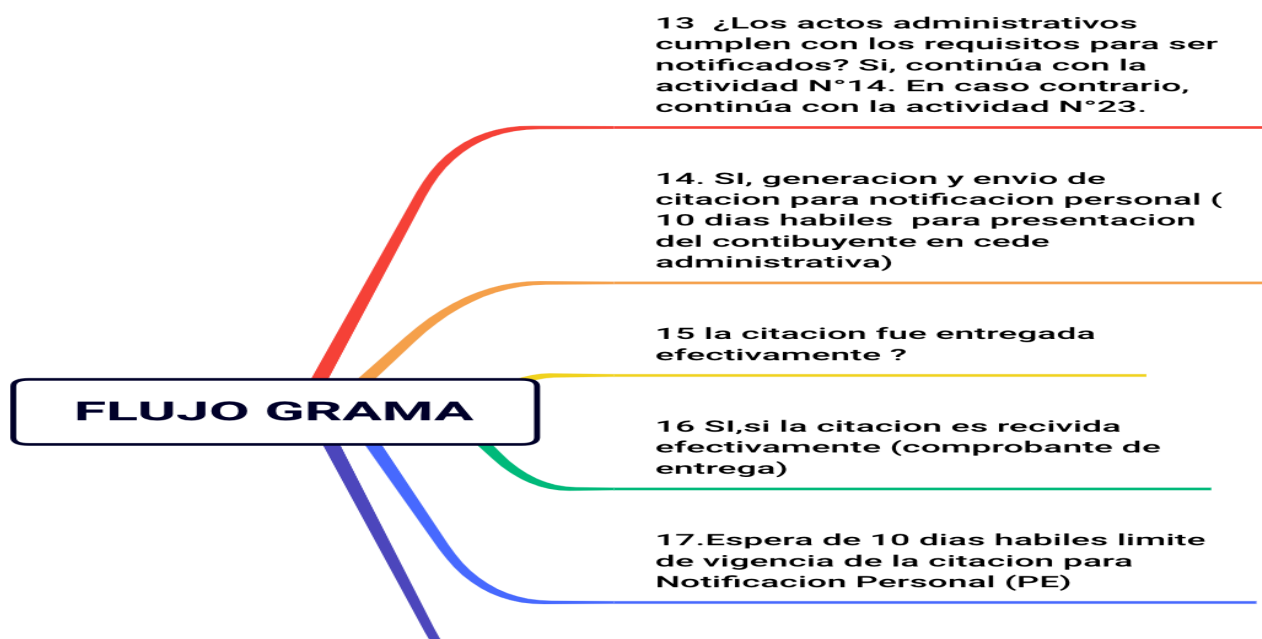 13  ¿Los actos administrativos
cumplen con los requisitos para ser
notificados? Si, continúa con la
actividad N°14. En caso contrario,
continúa con la actividad N°23.
14. SI, generacion y envio de
citacion para notificacion personal (
10 dias habiles  para presentacion
del contibuyente en cede
administrativa)
15 la citacion fue entregada
efectivamente ?
FLUJO GRAMA
16 SI,si la citacion es recivida
efectivamente (comprobante de
entrega)
17.Espera de 10 dias habiles limite
de vigencia de la citacion para
Notificacion Personal (PE)